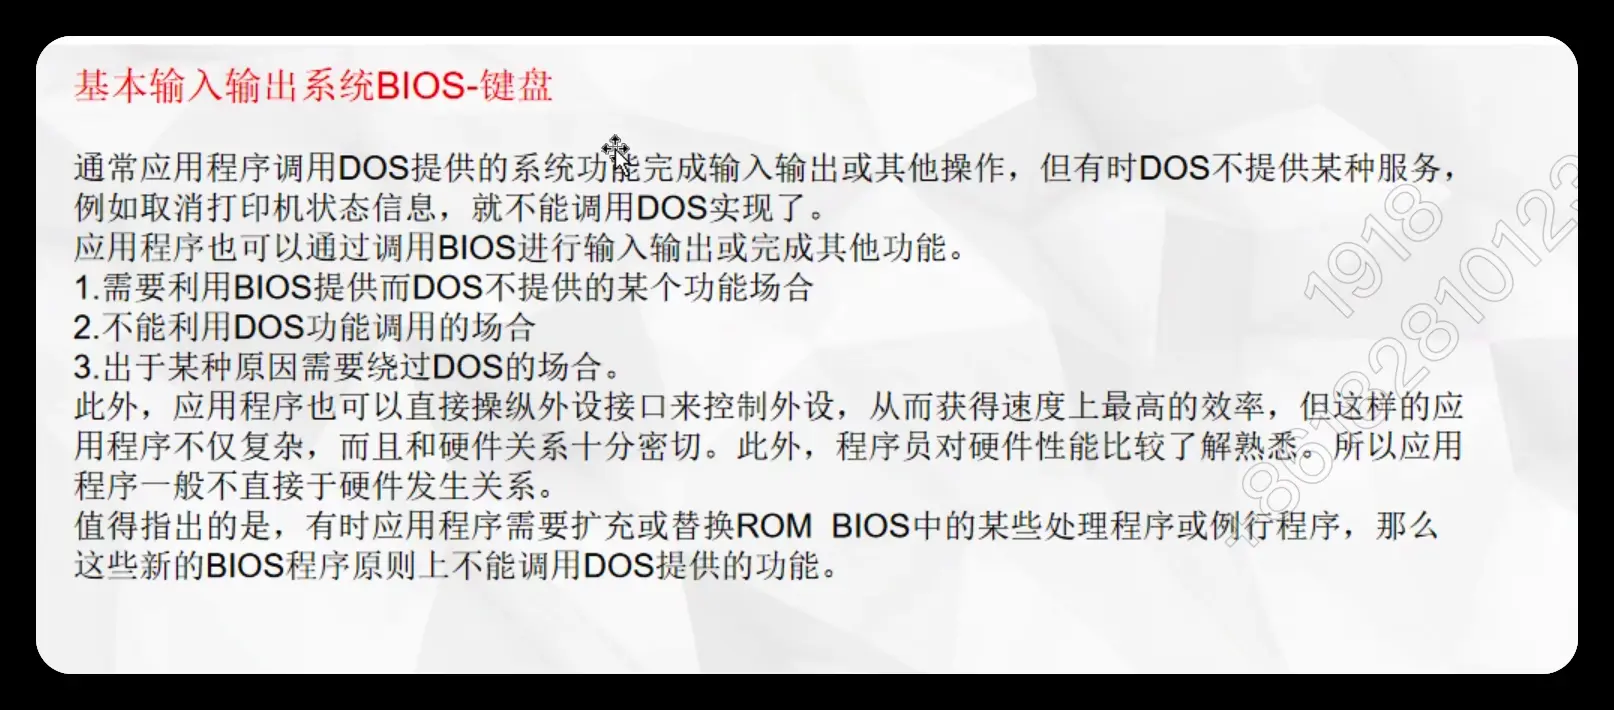 基本输入输出系统BIOS-键盘
通常应用程序调用DOS提供的系统功能完成输入输出或其他操作，但有时DOS不提供某种服务，
例如取消打印机状态信息，就不能调用DOS实现了。
应用程序也可以通过调用BIOS进行输入输出或完成其他功能。
1.需要利用BIOS提供而DOS不提供的某个功能场合
2.不能利用DOS功能调用的场合
3.出于某种原因需要绕过DOS的场合。
此外，应用程序也可以直接操纵外设接口来控制外设，从而获得速度上最高的效率，但这样的应
用程序不仅复杂，而且和硬件关系十分密切。此外，程序员对硬件性能比较了解熟悉。所以应用
程序一般不直接于硬件发生关系。
值得指出的是，有时应用程序需要扩充或替换ROM BIOS中的某些处理程序或例行程序，那么
这些新的BIOS程序原则上不能调用DOS提供的功能。
1918
+861832810123